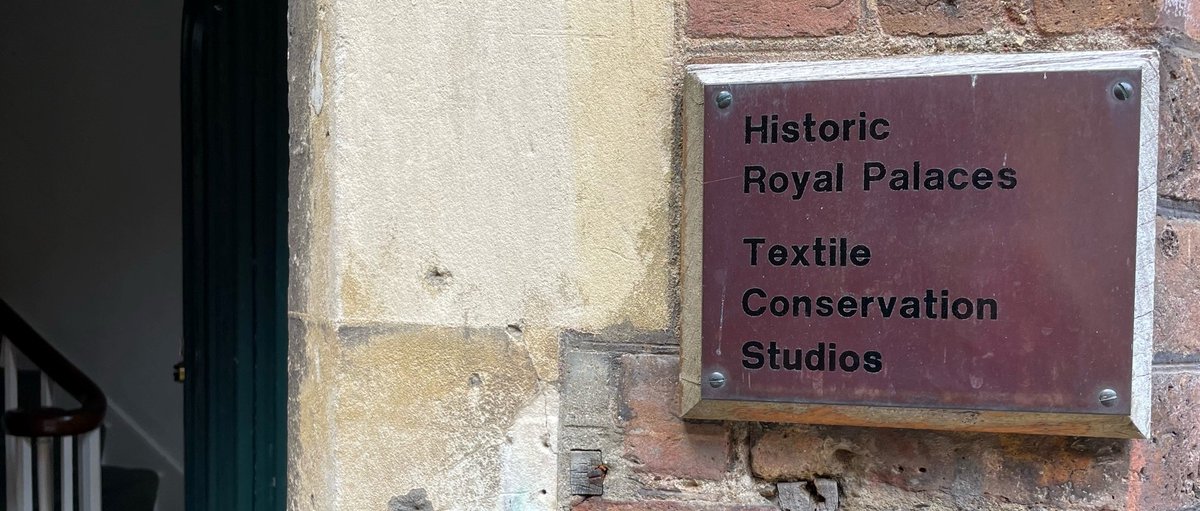 Historic
Royal Palaces
Textile
Conservation
Studios